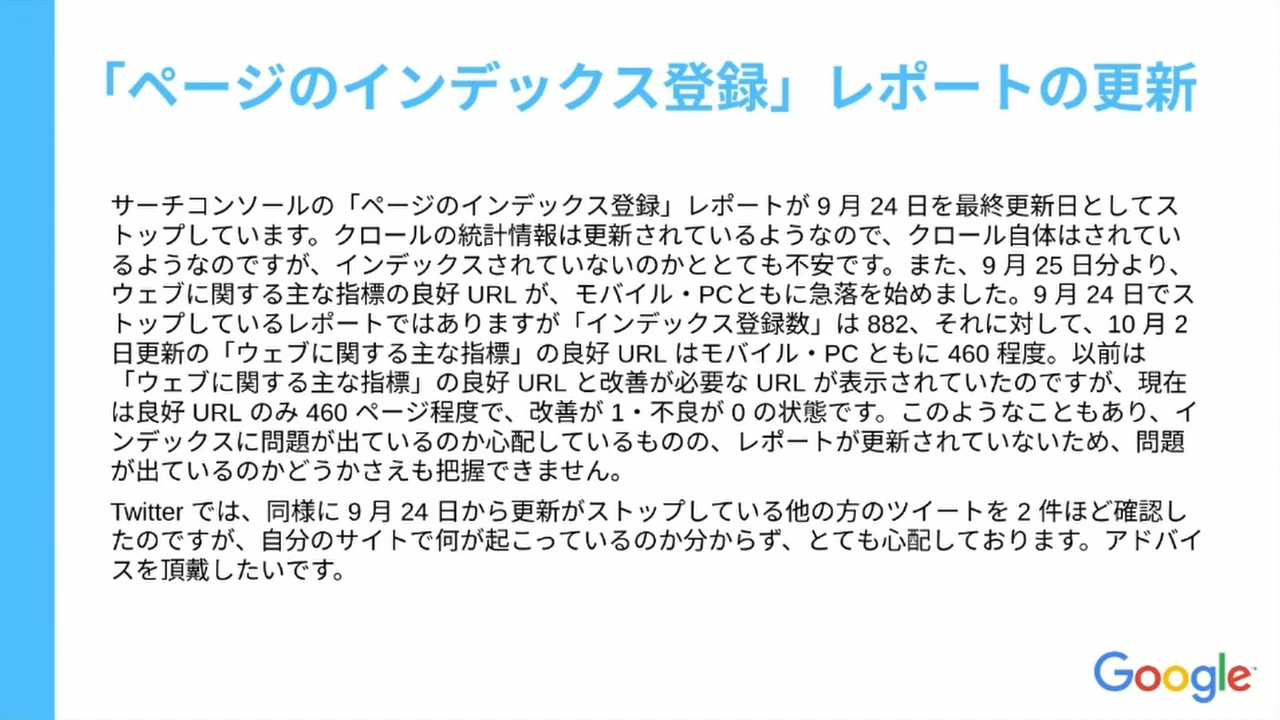 「ページのインデックス登録」レポートの更新
サーチコンソールの「ページのインデックス登録」レポートが 9 月 24 日を最終更新日としてス
トップしています。クロールの統計情報は更新されているようなので、クロール自体はされてい
るようなのですが、インデックスされていないのかととても不安です。また、9 月 25 日分より、
ウェブに関する主な指標の良好 URL が、モバイル・PCともに急落を始めました。9 月 24 日でス
トップしているレポートではありますが「インデックス登録数」は 882、それに対して、10 月 2
日更新の「ウェブに関する主な指標」の良好 URL はモバイル・PC ともに 460 程度。以前は
「ウェブに関する主な指標」の良好 URL と改善が必要な URL が表示されていたのですが、現在
は良好 URL のみ 460 ページ程度で、改善が 1・不良が 0 の状態です。このようなこともあり、イ
ンデックスに問題が出ているのか心配しているものの、レポートが更新されていないため、問題
が出ているのかどうかさえも把握できません。
Twitter では、同様に 9 月 24 日から更新がストップしている他の方のツイートを 2 件ほど確認し
たのですが、自分のサイトで何が起こっているのか分からず、とても心配しております。アドバイ
スを頂戴したいです。
Google